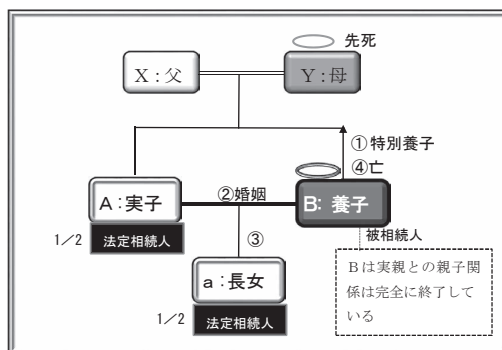 先死
X：父
Y：母
①特別養子
④亡
A：実子
②婚姻
B: 養子
1／2
法定相続人
③
被相続人
a：長女
Bは実親との親子関
係は完全に終了して
いる
1／2
法定相続人